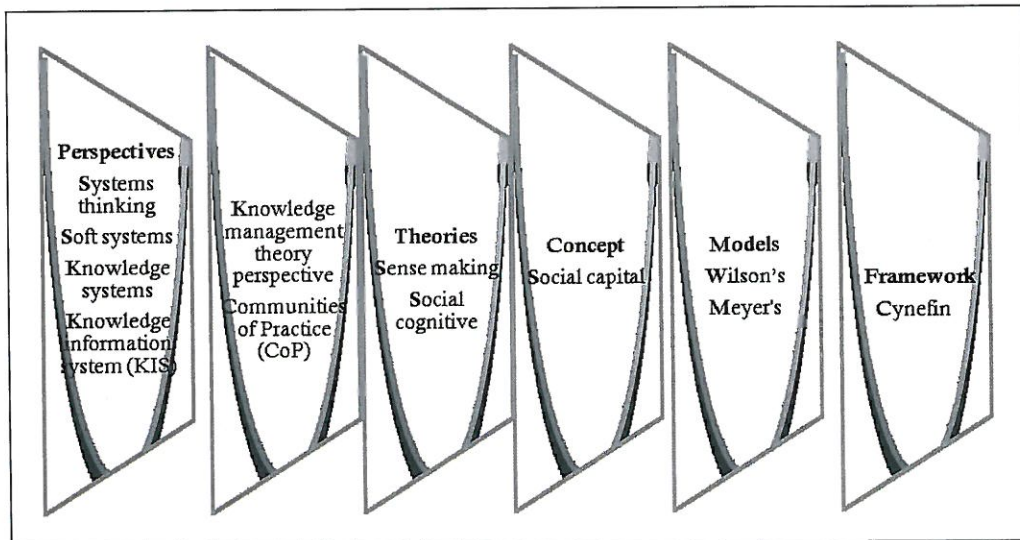 Perspectives
Systems
thinking
Soft systems
Knowledge
systems
Knowledge
information
system (KIS)
Knowledge
management
theory
perspective
Communities
of Practice
(CoP)
Theories
Sense making
Social
cognitive
Concept
Social capital
Models
Wilson's
Meyer's
Framework
Cynefin